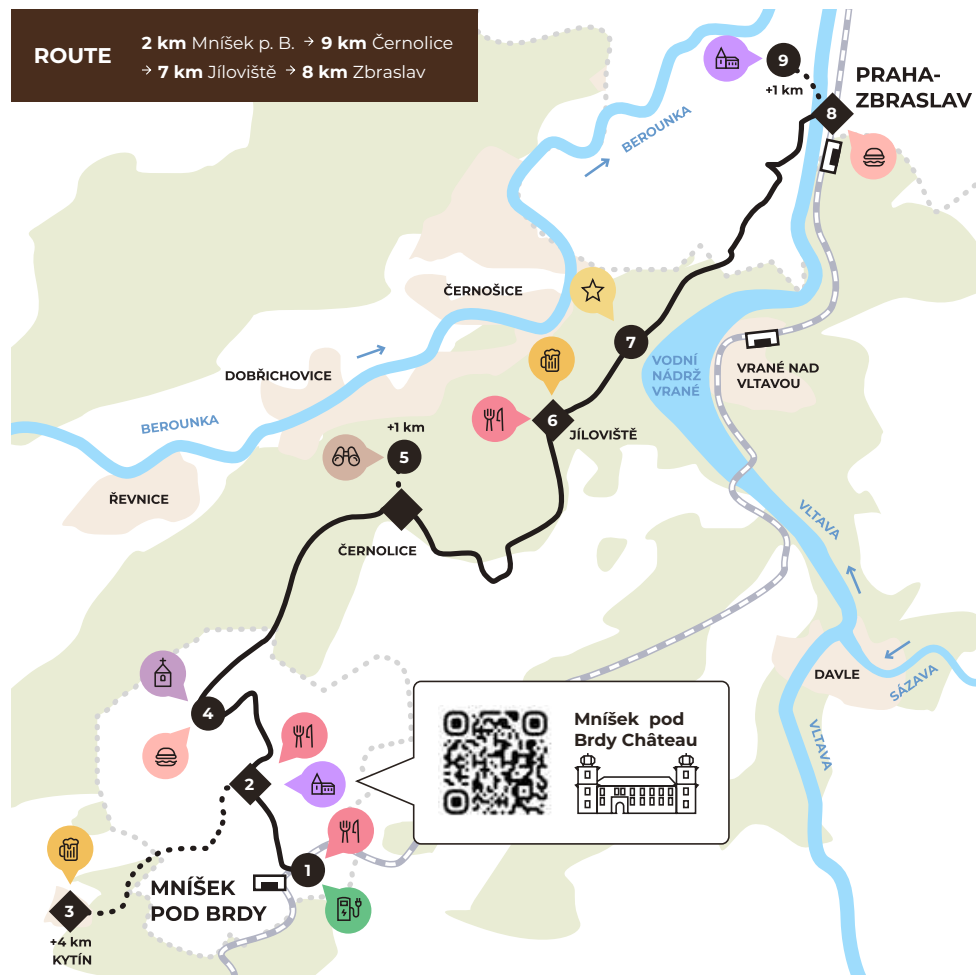 ROUTE
2 km Mníšek p. B. → 9 km Černolice
→ 7 km Jíloviště → 8 km Zbraslav
9
+1 km
PRAHA-
ZBRASLAV
8
BEROUNKA
ČERNOŠICE
7
VODNÍ
NÁDRŽ
VRANÉ
VRANÉ NAD
VLTAVOU
DOBŘICHOVICE
BEROUNKA
6
JÍLOVIŠTĚ
+1 km
5
ŘEVNICE
ČERNOLICE
VLTAVA
DAVLE
SÁZAVA
VLTAVA
4
Mníšek pod
Brdy Château
2
1
MNÍŠEK
POD BRDY
3
+4 km
KYTÍN